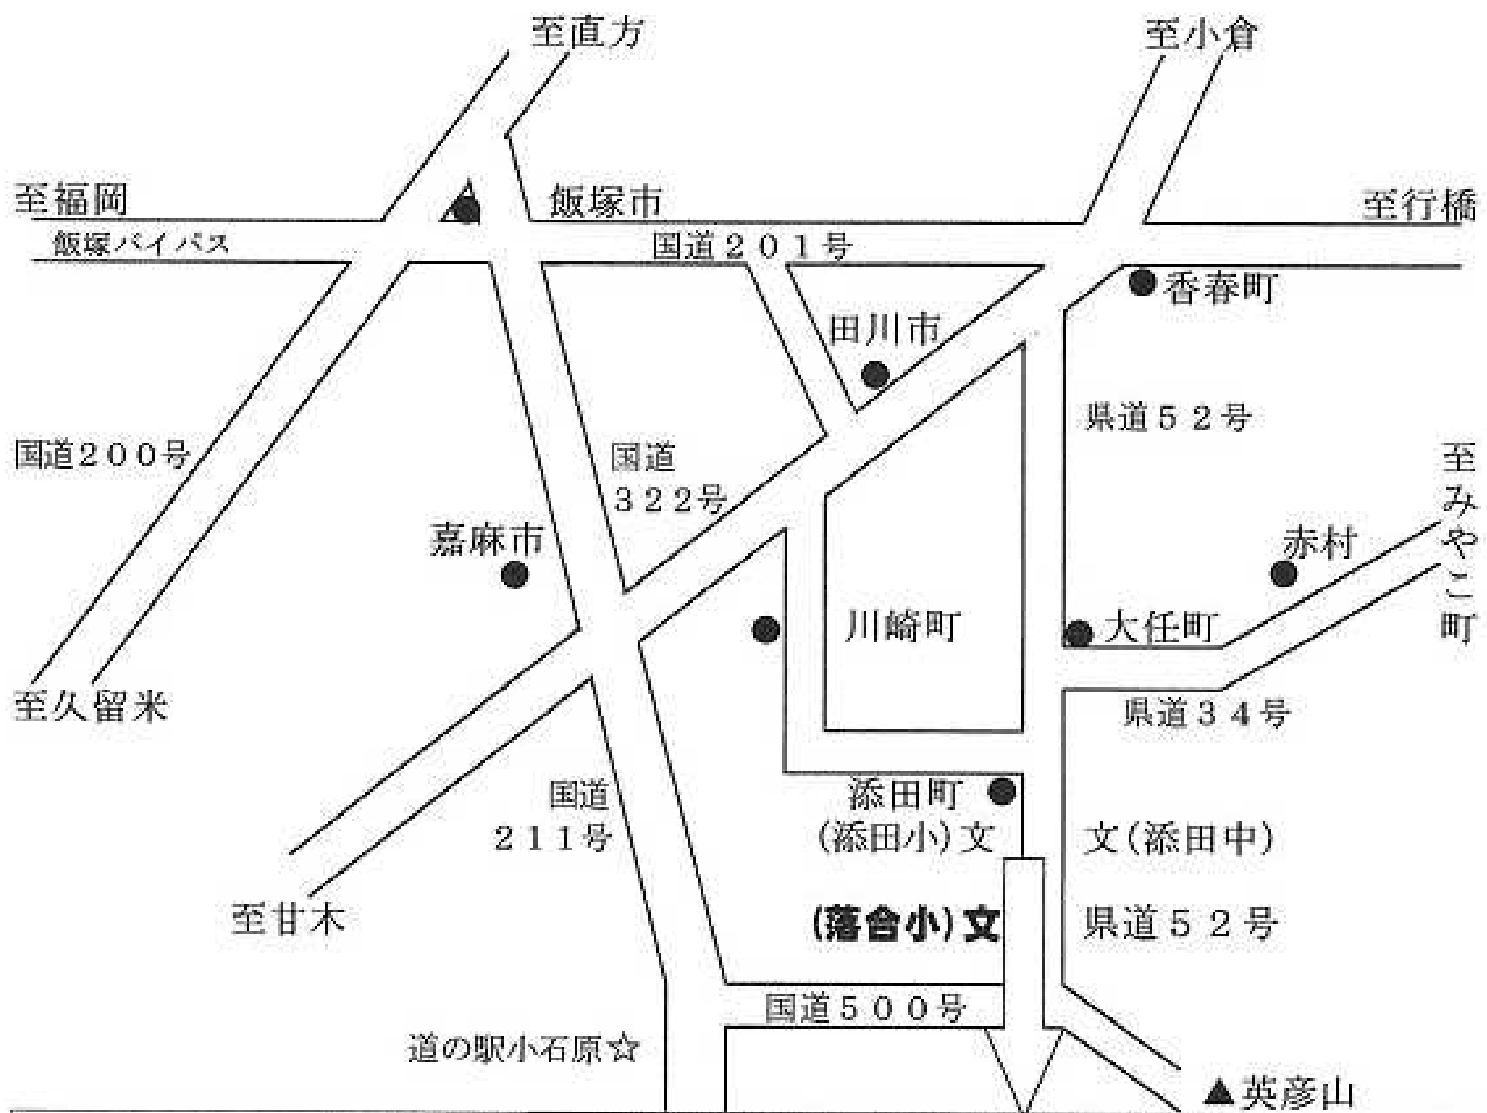 至直方
至小倉
至福岡
飯塚市
至行橋
飯塚バイパス
国道201号
香春町
田川市
県道52号
国道200号
国道
322号
至みやこ町
嘉麻市
赤村
川崎町
大任町
至久留米
県道34号
国道
211号
添田町
(添田小)文
文(添田中)
至甘木
(落合小)文
県道52号
国道500号
道の駅小石原☆
▲英彦山